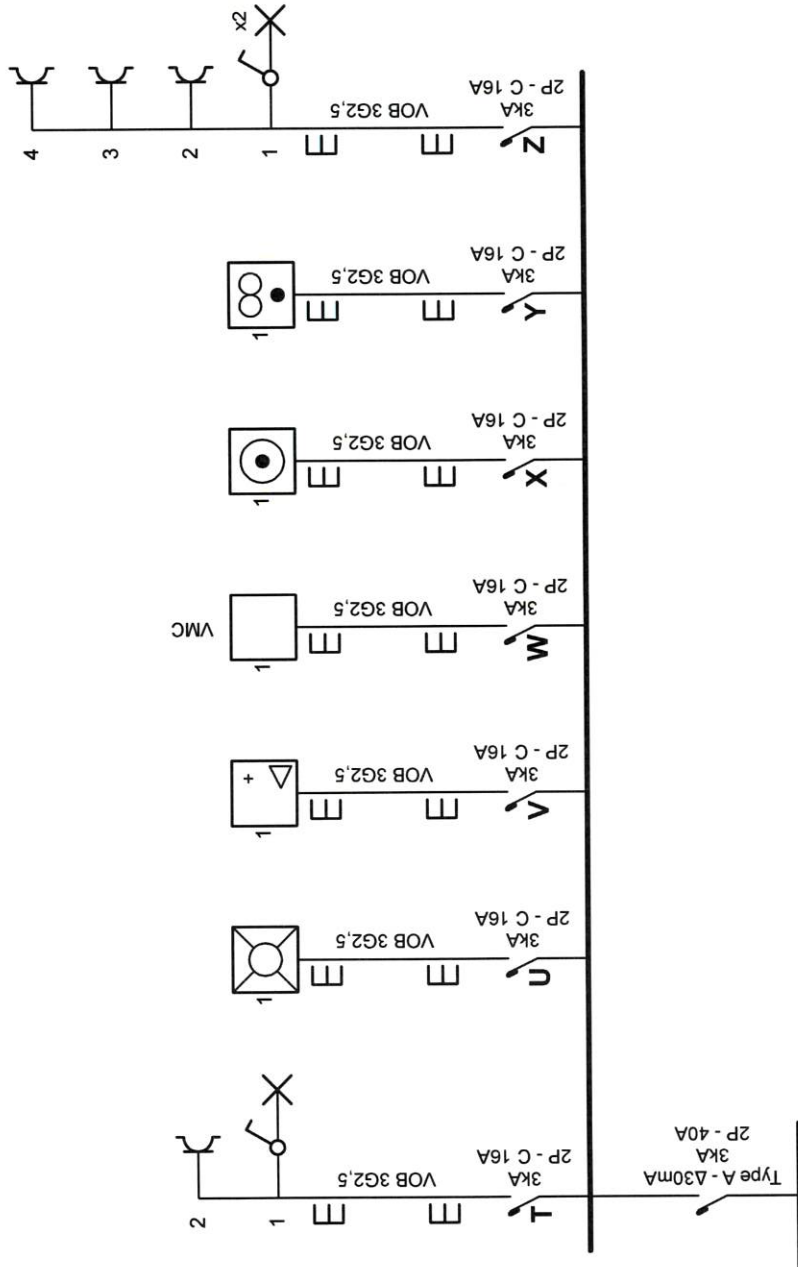 4
3
2
1
x2
VOB 3G2,5
2P - C 16A
3kA
Z
1
VOB 3G2,5
2P - C 16A
3kA
Y
1
VOB 3G2,5
2P - C 16A
3kA
X
VMC
1
VOB 3G2,5
2P - C 16A
3kA
W
1
+
VOB 3G2,5
2P - C 16A
3kA
V
1
VOB 3G2,5
2P - C 16A
3kA
U
2
1
VOB 3G2,5
2P - C 16A
3kA
T
2P - 40A
3kA
Type A - Δ30mA